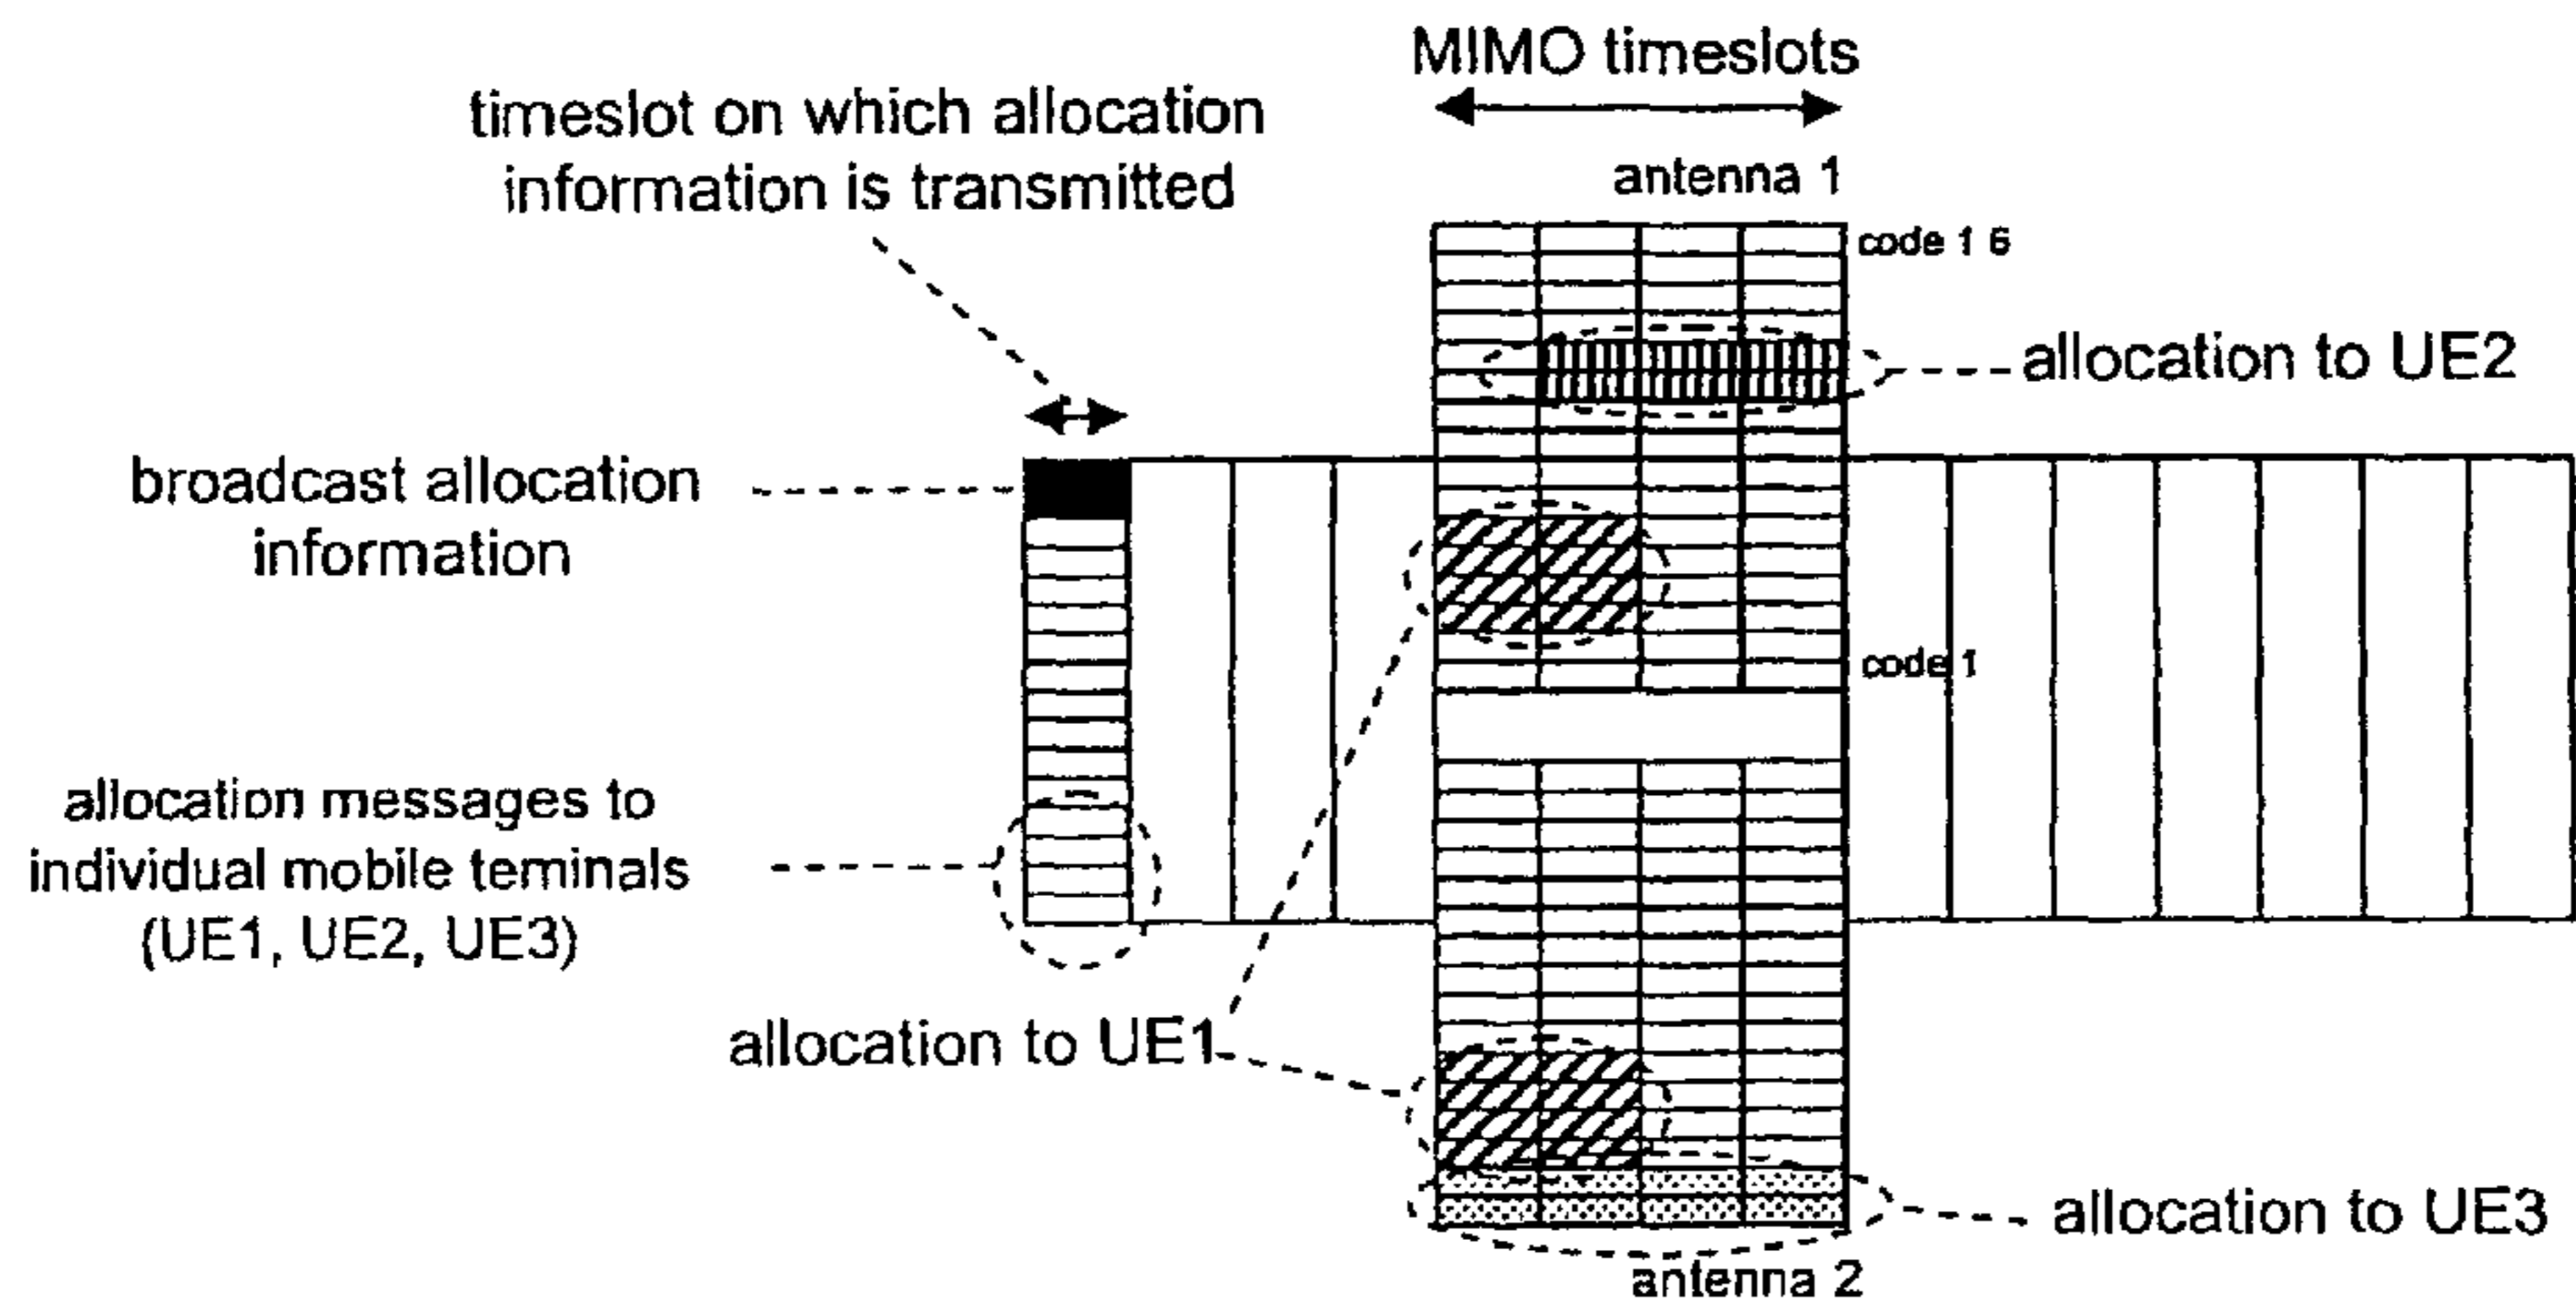 MIMO timeslots
timeslot on which allocation
information is transmitted
antenna 1
code 1 6
allocation to UE2
broadcast allocation
information
code 1
allocation messages to
individual mobile teminals
(UE1, UE2, UE3)
allocation to UE1
allocation to UE3
antenna 2